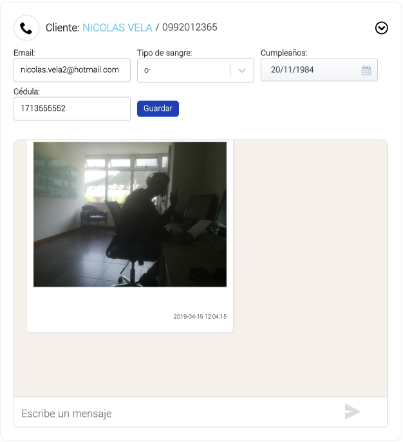 Cliente: NICOLAS VELA / 0992012365
Email: Tipo de sangre: Cumpleaños:
nicolas.vela2@hotmail.com o- 20/11/1984
Cédula:
1713555552 Guardar
2019-04-15 12:04:15
Escribe un mensaje